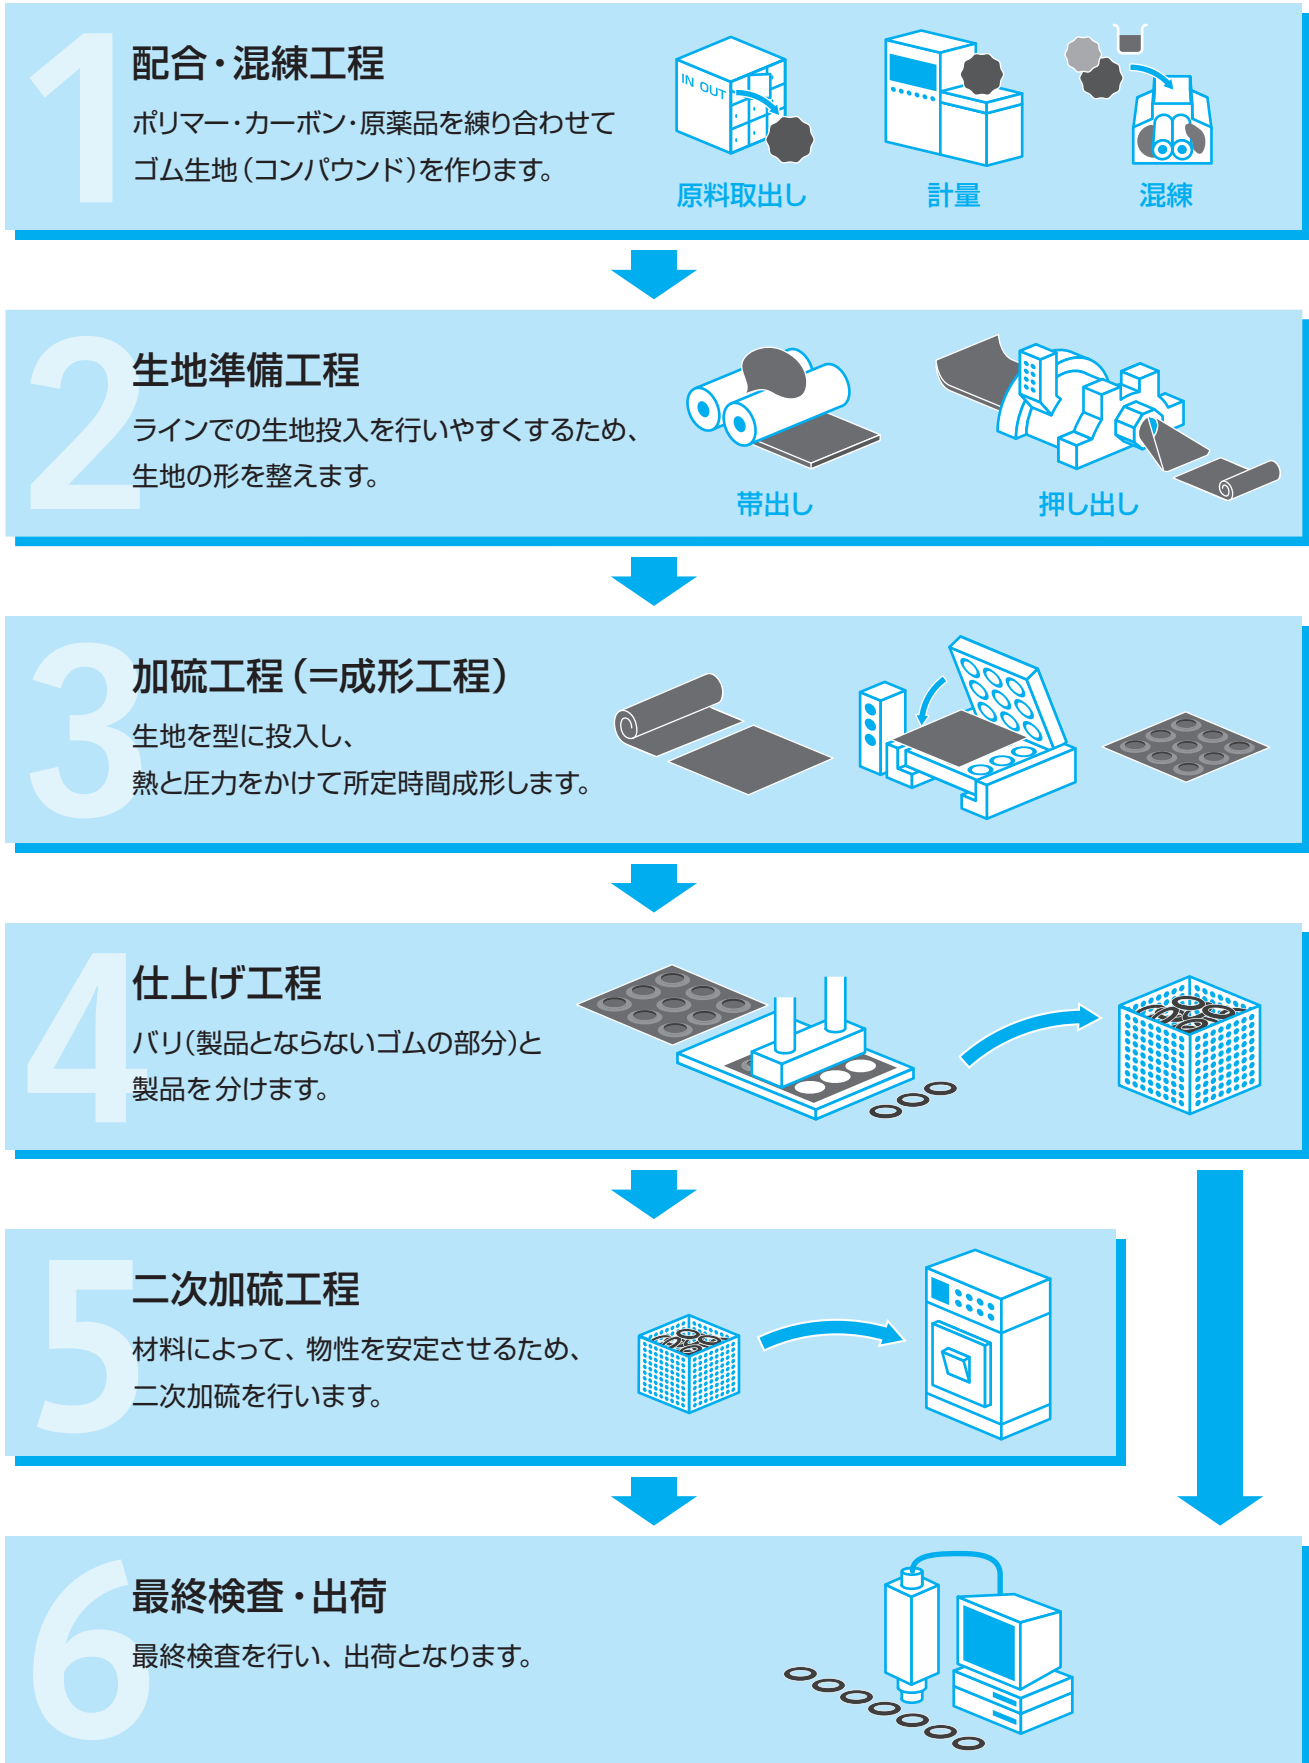 1
配合・混練工程
ポリマー・カーボン・原薬品を練り合わせて
ゴム生地(コンパウンド)を作ります。
IN OUT
原料取出し
計量
混練
2
生地準備工程
ラインでの生地投入を行いやすくするため、
生地の形を整えます。
帯出し
押し出し
3
加硫工程(=成形工程)
生地を型に投入し、
熱と圧力をかけて所定時間成形します。
4
仕上げ工程
バリ(製品とならないゴムの部分)と
製品を分けます。
5
二次加硫工程
材料によって、物性を安定させるため、
二次加硫を行います。
6
最終検査・出荷
最終検査を行い、出荷となります。